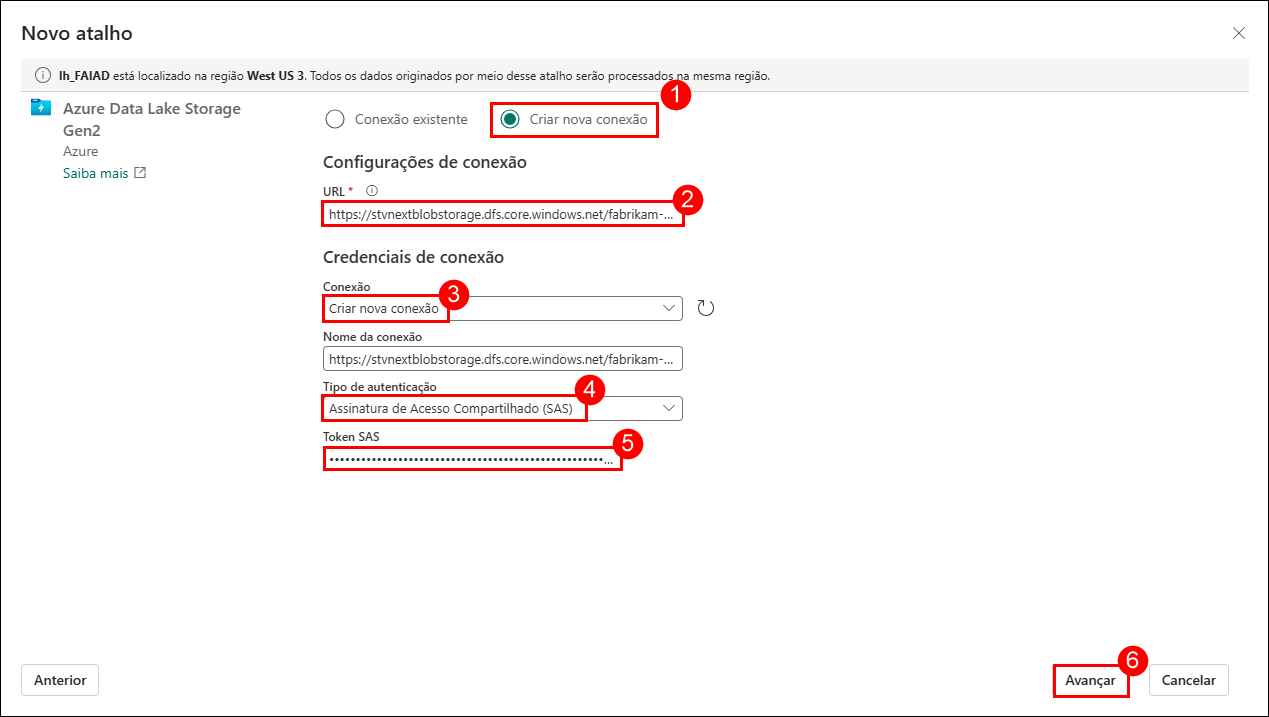 Novo atalho
lh_FAIAD está localizado na região West US 3. Todos os dados originados por meio desse atalho serão processados na mesma região.
Azure Data Lake Storage
Gen2
Azure
Saiba mais
Conexão existente
Criar nova conexão
1
Configurações de conexão
URL *
2
https://stvnextblobstorage.dfs.core.windows.net/fabrikam-...
Credenciais de conexão
Conexão
3
Criar nova conexão
Nome da conexão
https://stvnextblobstorage.dfs.core.windows.net/fabrikam-...
Tipo de autenticação
4
Assinatura de Acesso Compartilhado (SAS)
Token SAS
5
Anterior
Avançar
6
Cancelar